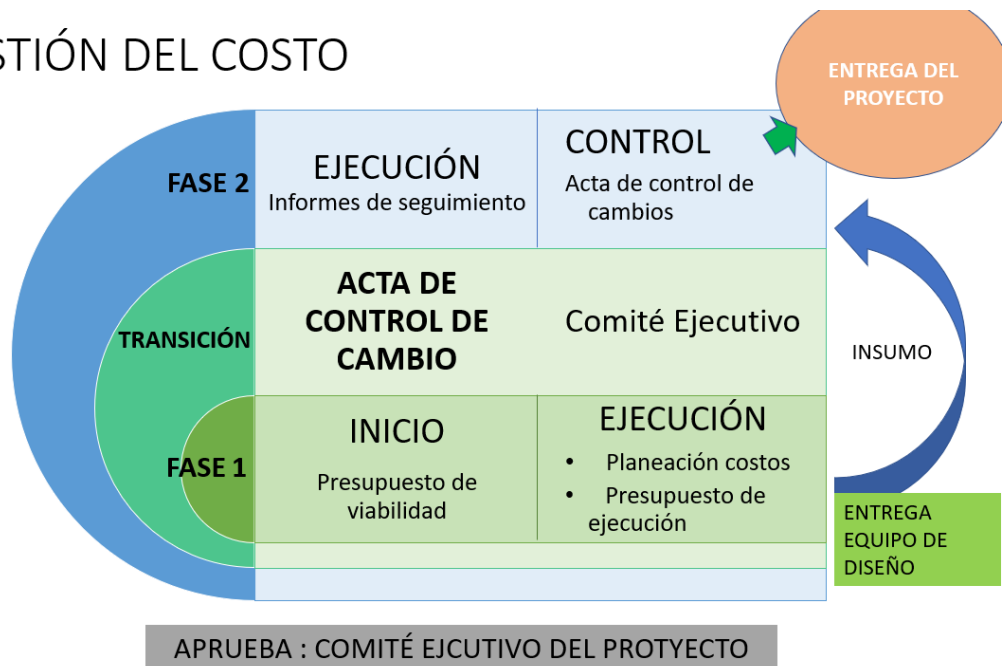 STIÓN DEL COSTO
ENTREGA DEL
PROYECTO
FASE 2
EJECUCIÓN
Informes de seguimiento
CONTROL
Acta de control de
cambios
TRANSICIÓN
ACTA DE
CONTROL DE
CAMBIO
Comité Ejecutivo
INSUMO
FASE 1
INICIO
Presupuesto de
viabilidad
EJECUCIÓN
• Planeación costos
• Presupuesto de
ejecución
ENTREGA
EQUIPO DE
DISEÑO
APRUEBA : COMITÉ EJCUTIVO DEL PROTYECTO